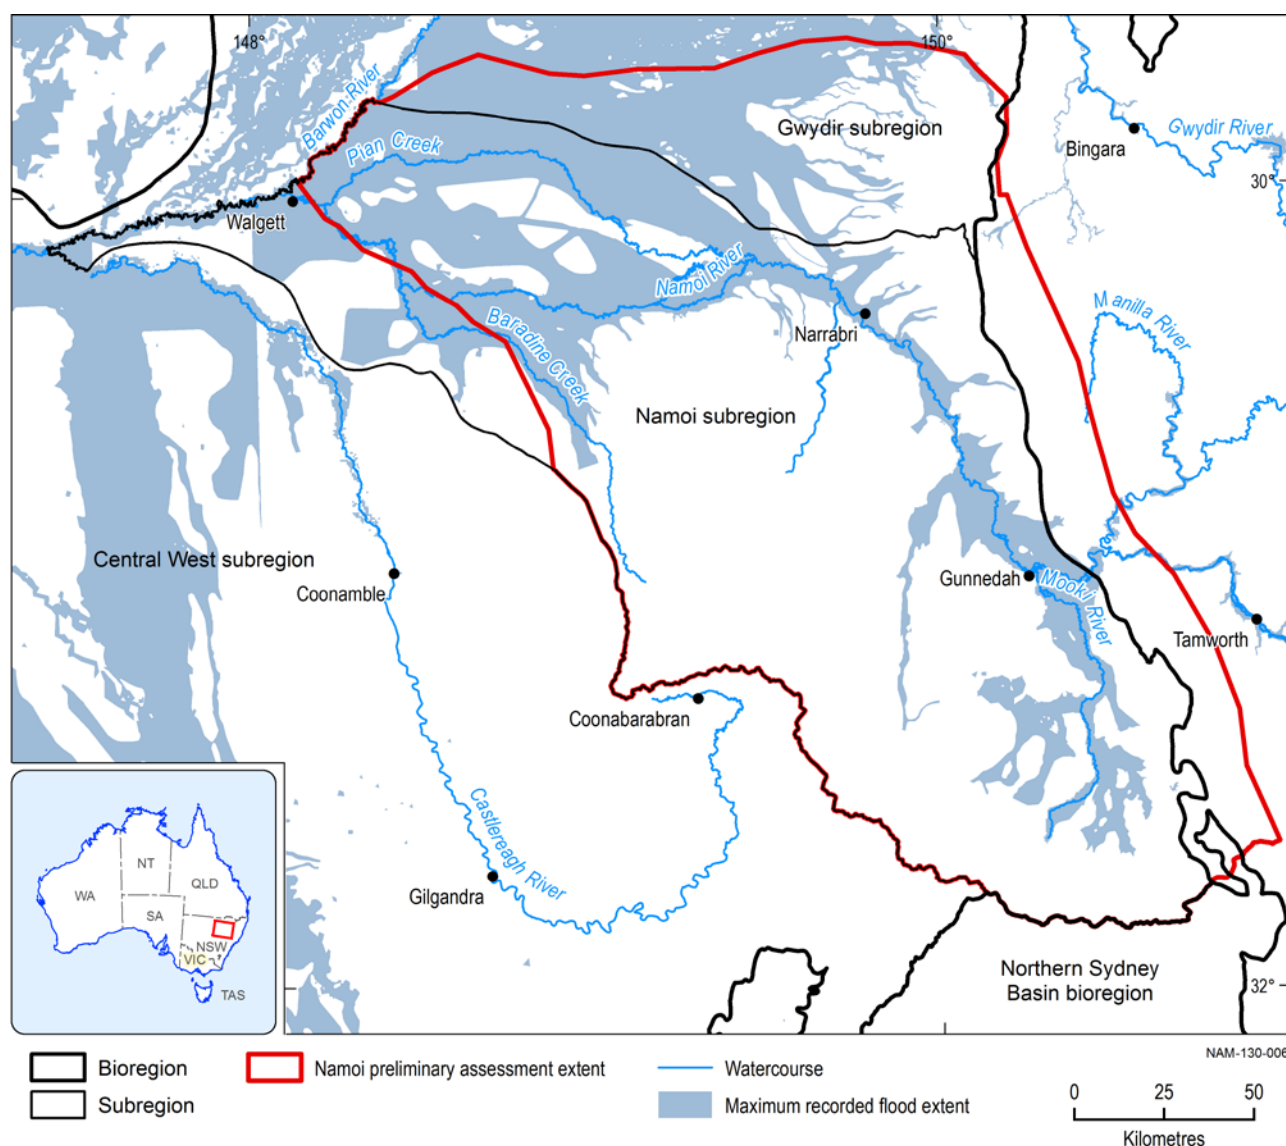 148°
150°
Barwon River
Gwydir subregion
Bingara
Gwydir River
Pian Creek
30°
Walgett
Namoi River
Manilla River
Baradine Creek
Narrabri
Namoi subregion
Central West subregion
Coonamble
Gunnedah
Mooki River
Tamworth
Coonabarabran
Castlereagh River
Gilgandra
Northern Sydney
Basin bioregion
32°
NT
QLD
WA
SA
NSW
VIC
TAS
NAM-130-006
Bioregion
Subregion
Namoi preliminary assessment extent
Watercourse
Maximum recorded flood extent
0 25 50
Kilometres